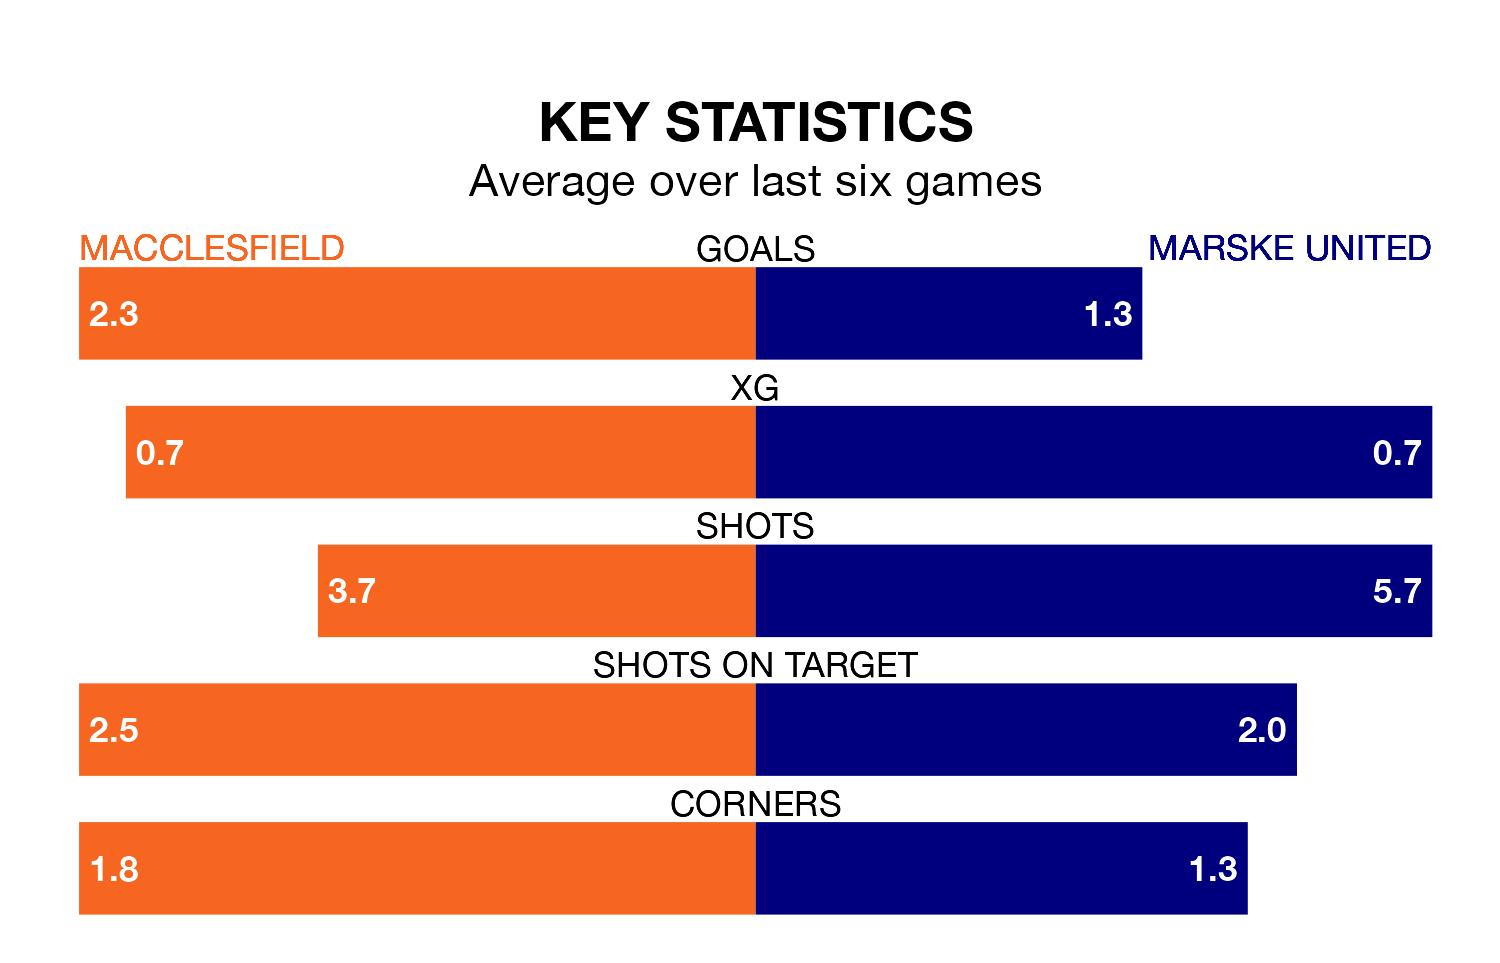 KEY STATISTICS
Average over last six games
MACCLESFIELD GOALS MARSKE UNITED
2.3 1.3
XG
0.7 0.7
SHOTS
3.7 5.7
SHOTS ON TARGET
2.5 2.0
CORNERS
1.8 1.3